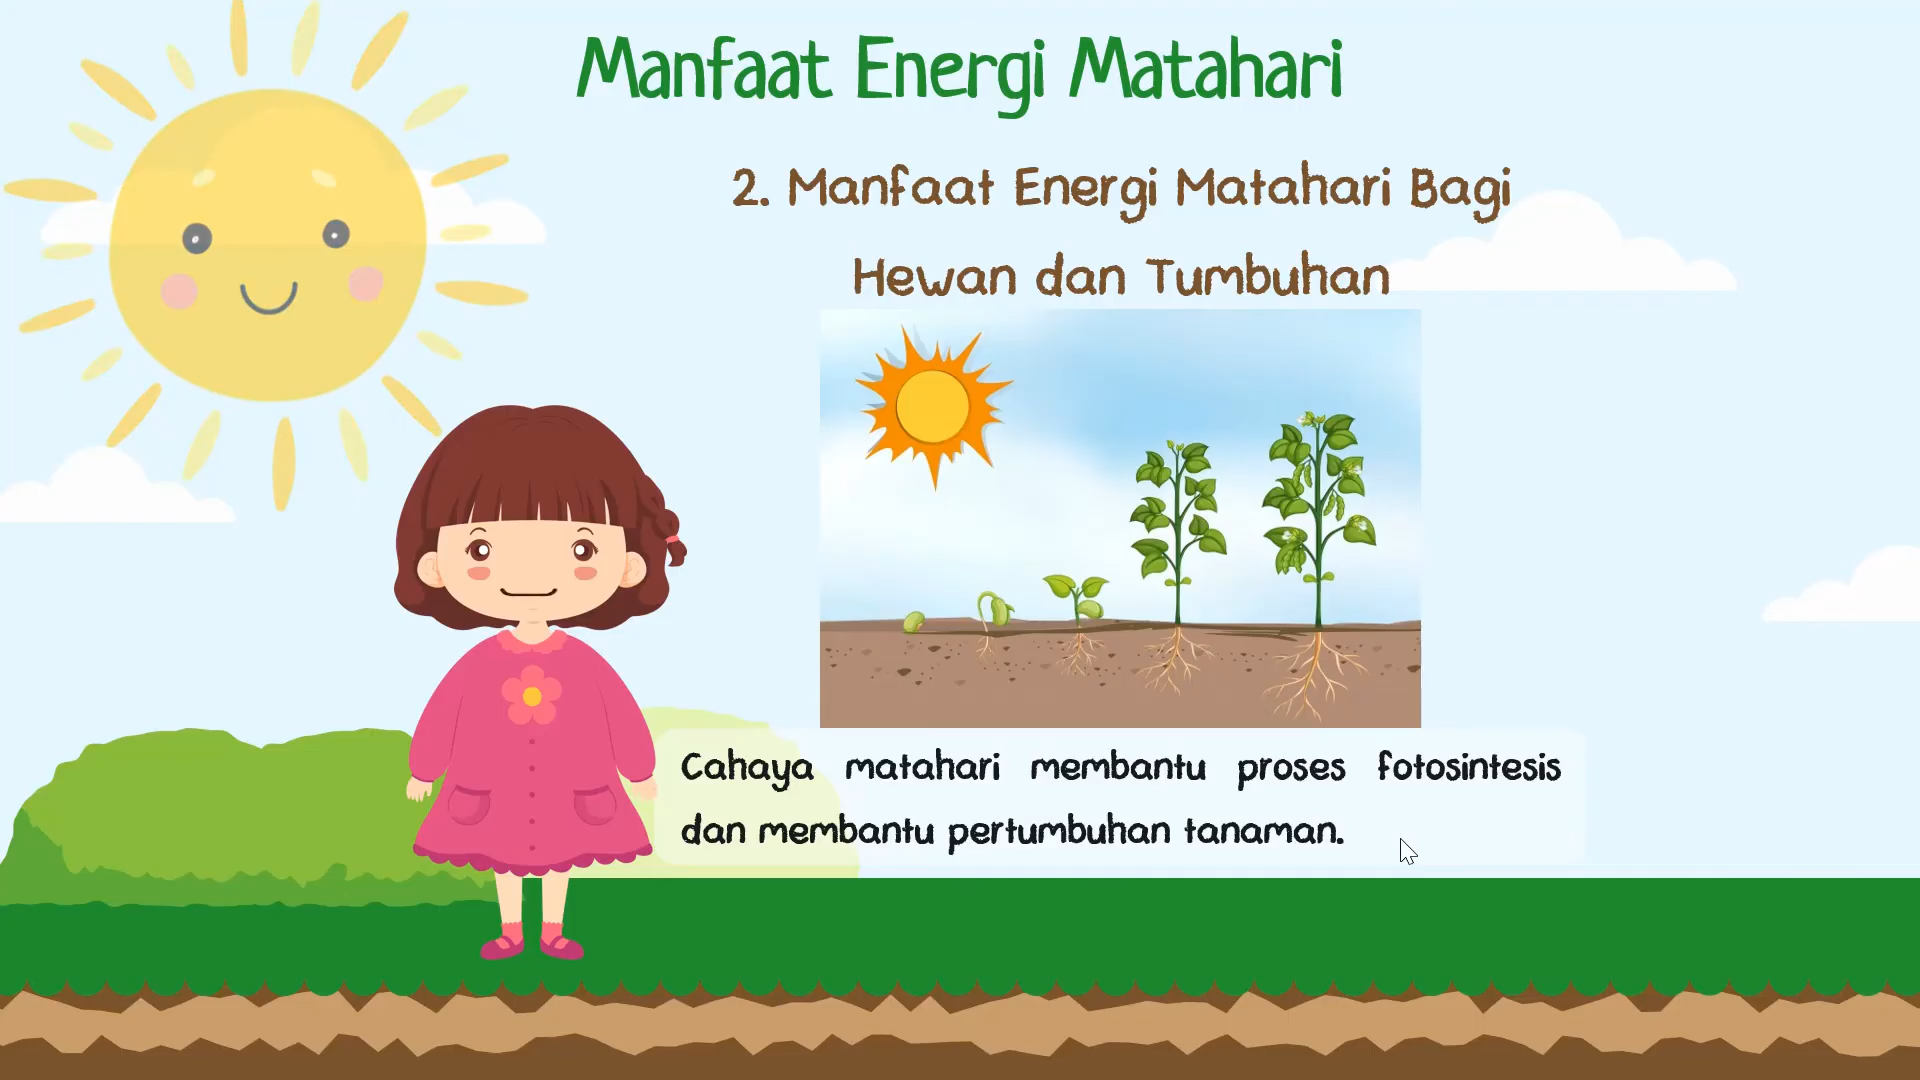 Manfaat Energi Matahari
2. Manfaat Energi Matahari Bagi
Hewan dan Tumbuhan
Cahaya matahari membantu proses fotosintesis
dan membantu pertumbuhan tanaman.